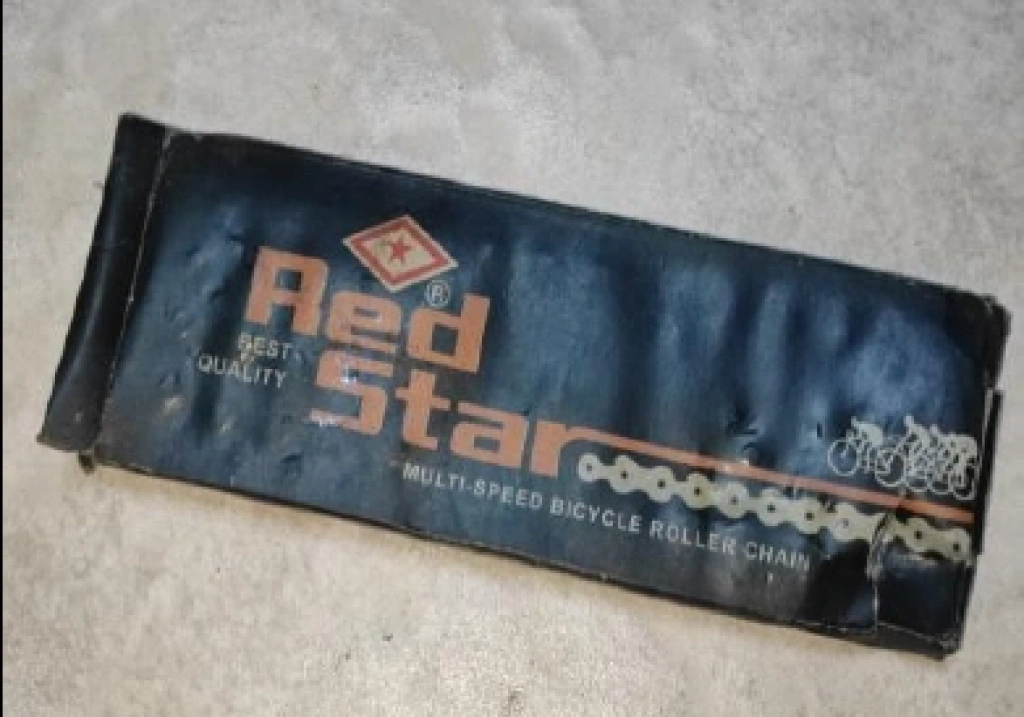 Red
®
BEST
QUALITY
Star
MULTI-SPEED BICYCLE ROLLER CHAIN